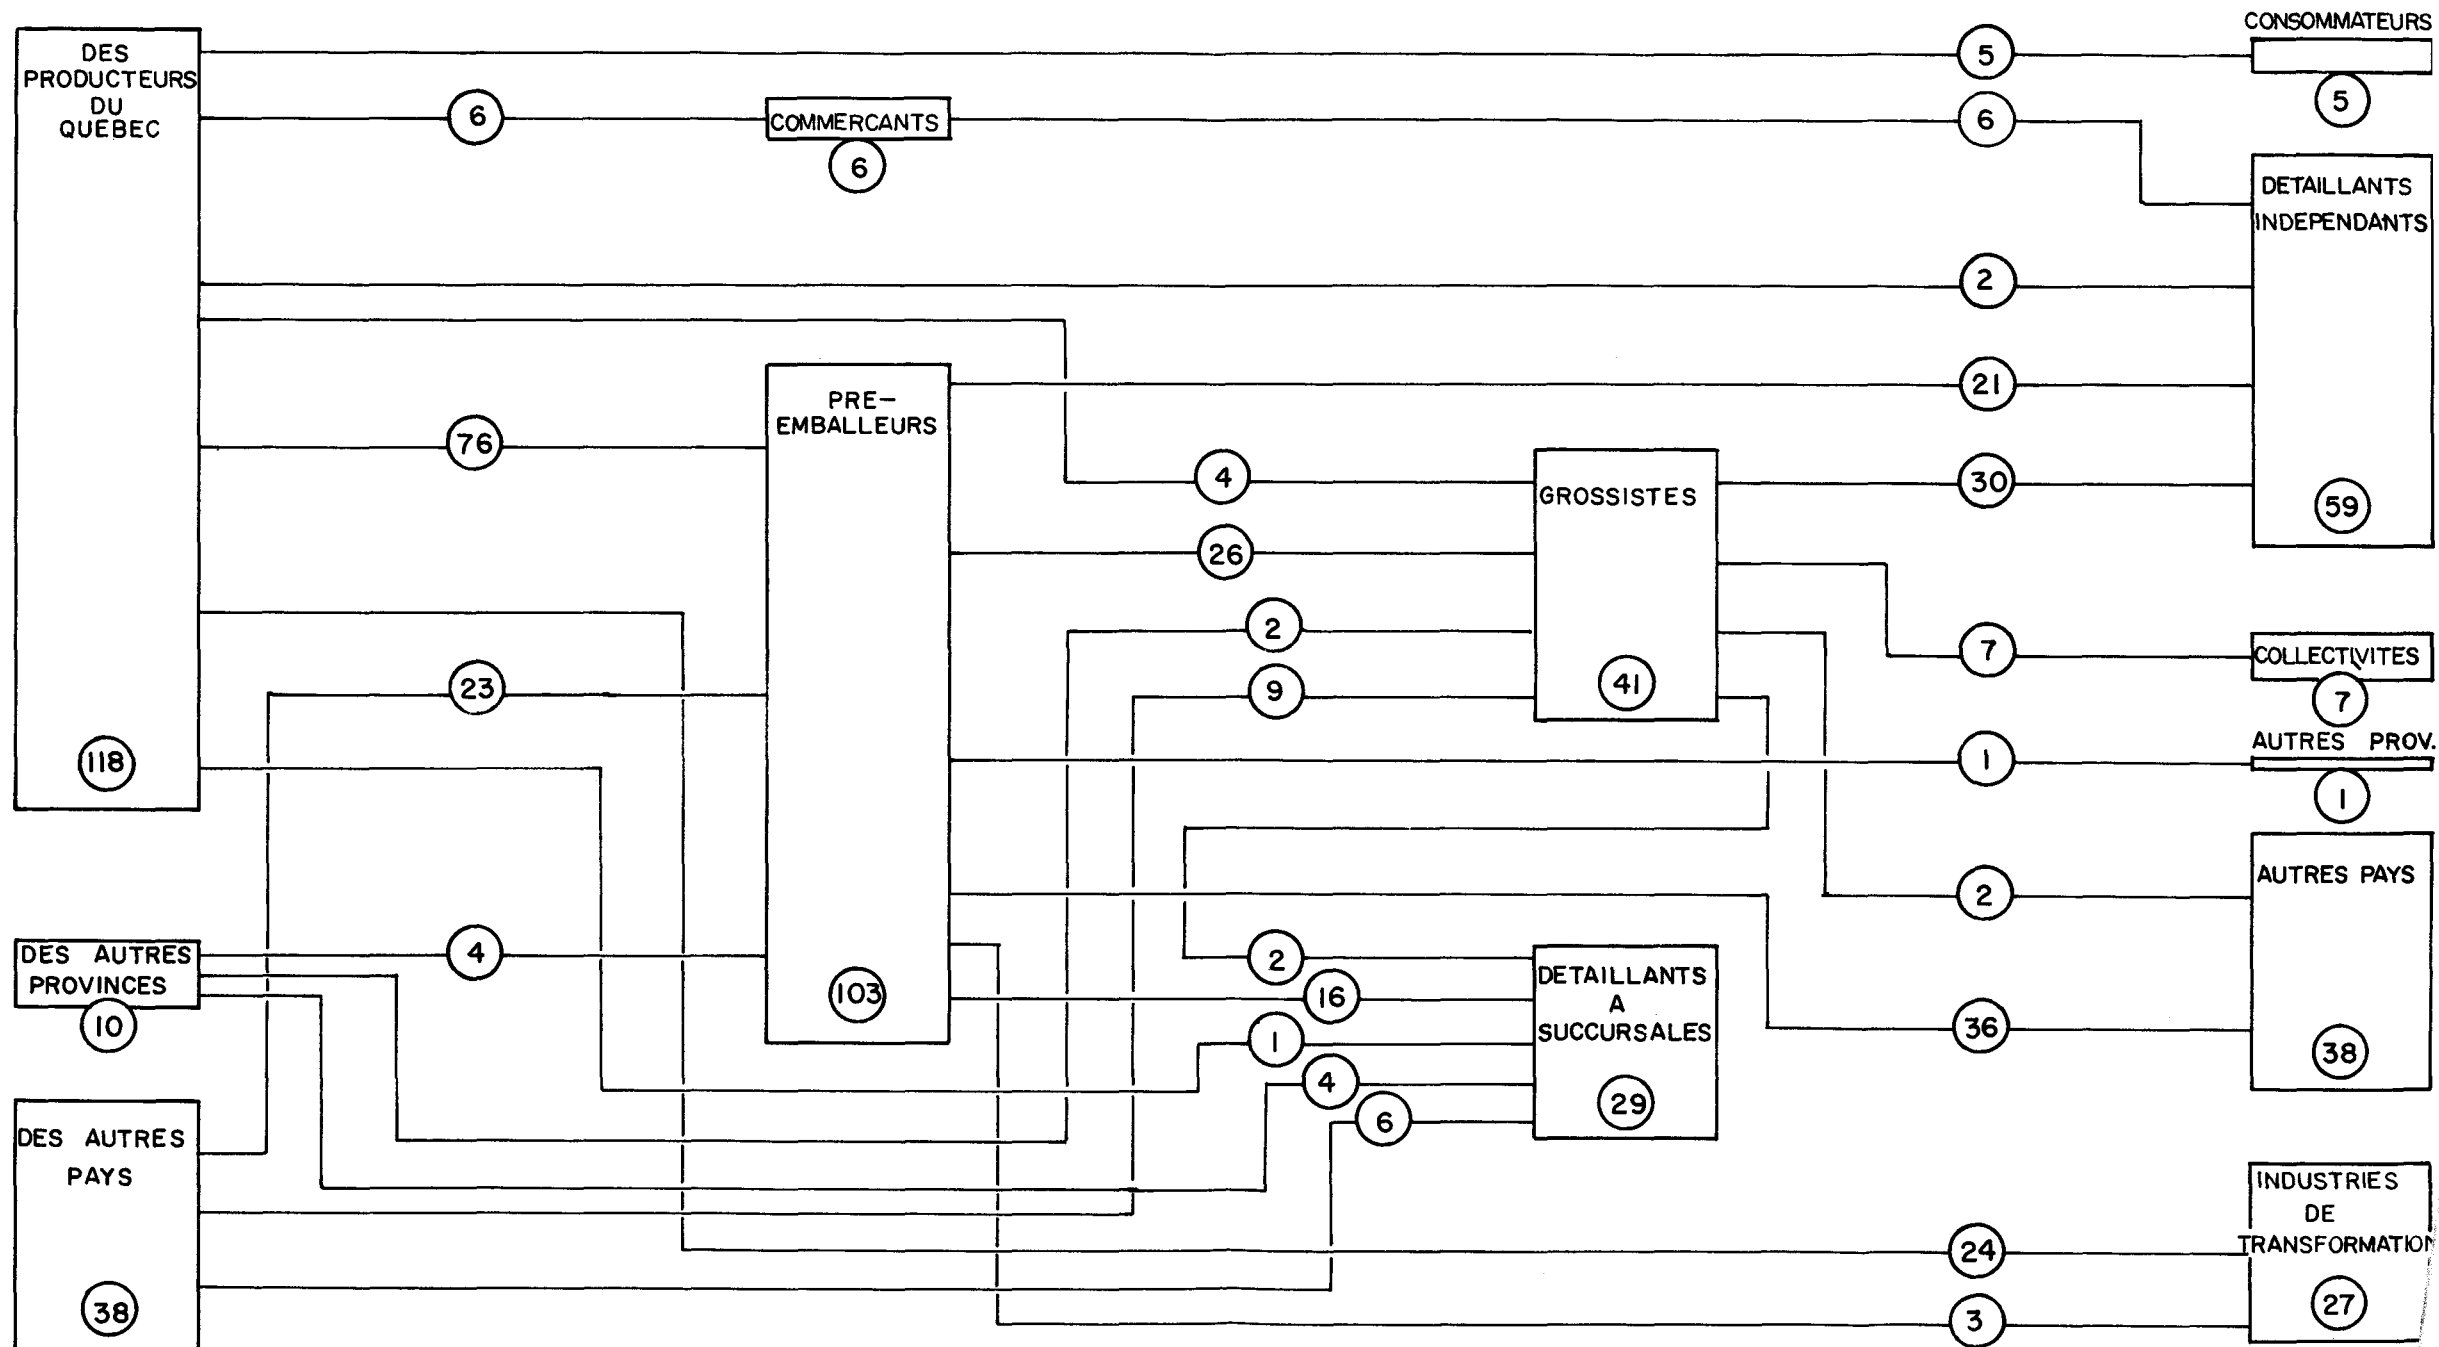 DES
PRODUCTEURS
DU
QUEBEC
118
DES AUTRES
PROVINCES
10
DES AUTRES
PAYS
38
6
76
23
4
COMMERCANTS
6
PRE-
EMBALLEURS
103
4
26
2
9
2
16
1
4
6
GROSSISTES
41
DETAILLANTS
A
SUCCURSALES
29
5
6
2
21
30
7
1
2
36
24
3
CONSOMMATEURS
5
DETAILLANTS
INDEPENDANTS
59
COLLECTIVITES
7
AUTRES PROV.
1
AUTRES PAYS
38
INDUSTRIES
DE
TRANSFORMATION
27